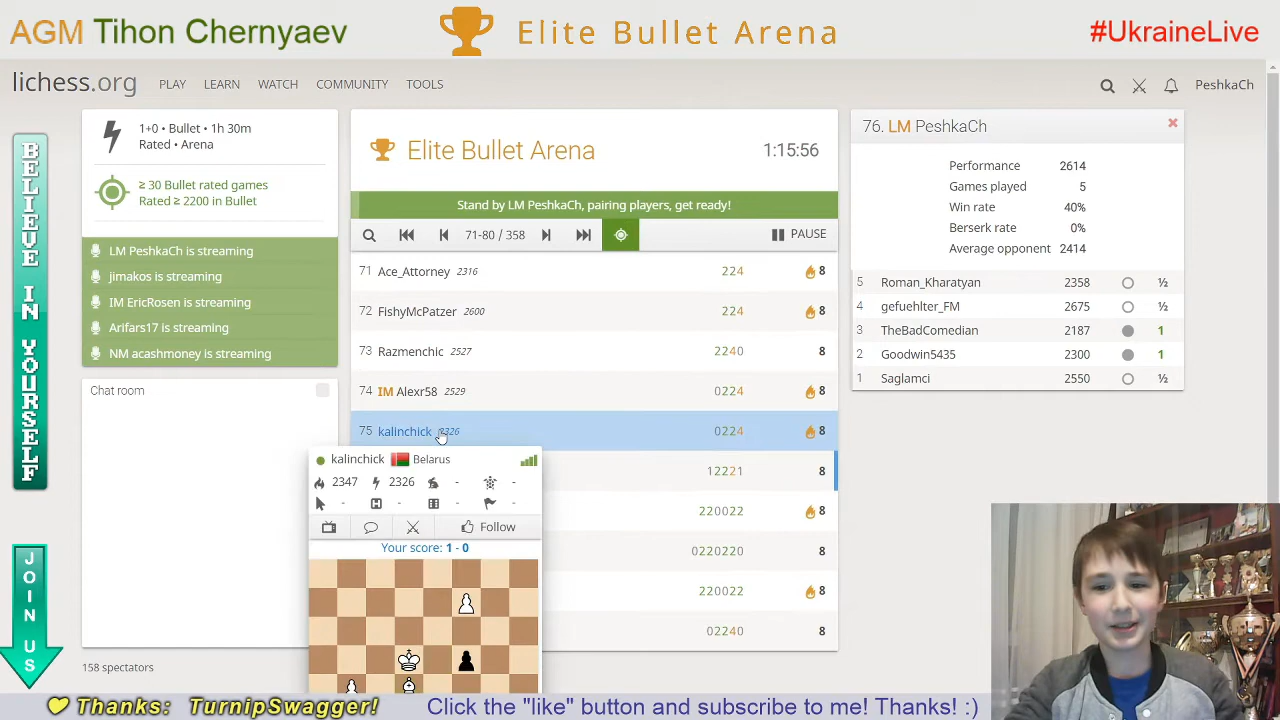 AGM Tihon Chernyaev
Elite Bullet Arena
#UkraineLive
lichess.org
PLAY LEARN WATCH COMMUNITY TOOLS
PeshkaCh
BELIEVE IN YOURSELF
JOIN US
1+0 • Bullet • 1h 30m
Rated • Arena
≥ 30 Bullet rated games
Rated ≥ 2200 in Bullet
LM PeshkaCh is streaming
jimakos is streaming
IM EricRosen is streaming
Arifars17 is streaming
NM acashmoney is streaming
Chat room
158 spectators
Elite Bullet Arena 1:15:56
Stand by LM PeshkaCh, pairing players, get ready!
71-80 / 358 PAUSE
71 Ace_Attorney 2316 224 8
72 FishyMcPatzer 2600 224 8
73 Razmenchic 2527 2240 8
74 IM Alexr58 2529 0224 8
75 kalinchick 2326 0224 8
12221 8
220022 8
0220220 8
220022 8
02240 8
kalinchick Belarus
2347 2326 - -
- - - -
Follow
Your score: 1 - 0
76. LM PeshkaCh
Performance 2614
Games played 5
Win rate 40%
Berserk rate 0%
Average opponent 2414
5 Roman_Kharatyan 2358 ½
4 gefuehlter_FM 2675 ½
3 TheBadComedian 2187 1
2 Goodwin5435 2300 1
1 Saglamci 2550 ½
Thanks: TurnipSwagger!
Click the "like" button and subscribe to me! Thanks! :)